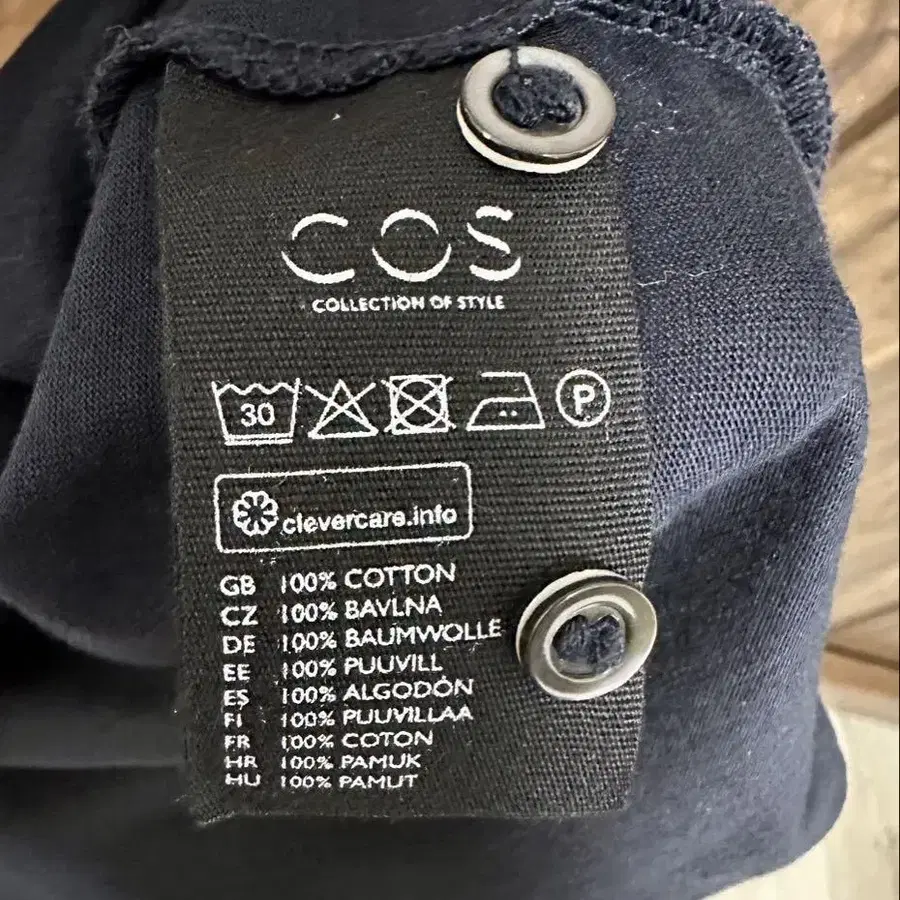 COS
COLLECTION OF STYLE
30 P
clevercare.info
GB 100% COTTON
CZ 100% BAVLNA
DE 100% BAUMWOLLE
EE 100% PUUVILL
ES 100% ALGODÓN
FI 100% PUUVILLAA
FR 100% COTON
HR 100% PAMUK
HU 100% PAMUT